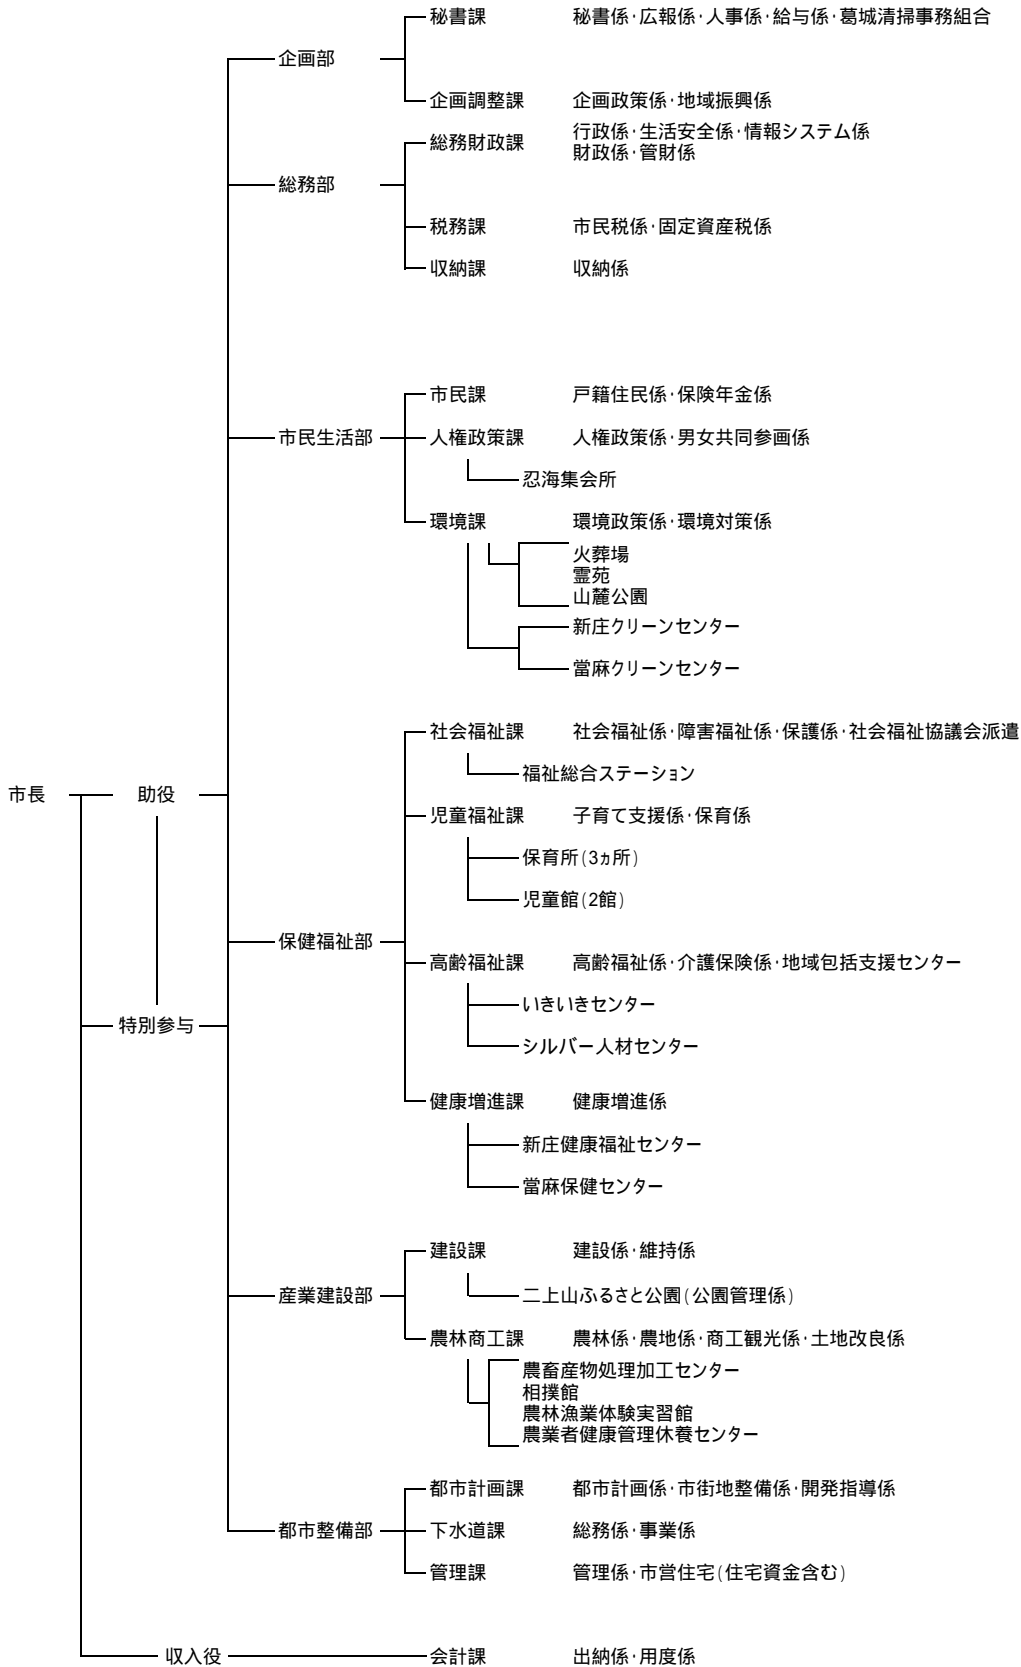 秘書課 秘書係・広報係・人事係・給与係・葛城清掃事務組合
企画部
企画調整課 企画政策係・地域振興係
行政係・生活安全係・情報システム係
総務財政課
財政係・管財係
総務部
税務課 市民税係・固定資産税係
収納課 収納係
市民課 戸籍住民係・保険年金係
市民生活部 人権政策課 人権政策係・男女共同参画係
忍海集会所
環境課 環境政策係・環境対策係
火葬場
霊苑
山麓公園
新庄クリーンセンター
當麻クリーンセンター
社会福祉課 社会福祉係・障害福祉係・保護係・社会福祉協議会派遣
福祉総合ステーション
市長 助役
児童福祉課 子育て支援係・保育係
保育所(3ヵ所)
児童館(2館)
保健福祉部
高齢福祉課 高齢福祉係・介護保険係・地域包括支援センター
いきいきセンター
特別参与
シルバー人材センター
健康増進課 健康増進係
新庄健康福祉センター
當麻保健センター
建設課 建設係・維持係
産業建設部 二上山ふるさと公園(公園管理係)
農林商工課 農林係・農地係・商工観光係・土地改良係
農畜産物処理加工センター
相撲館
農林漁業体験実習館
農業者健康管理休養センター
都市計画課 都市計画係・市街地整備係・開発指導係
都市整備部 下水道課 総務係・事業係
管理課 管理係・市営住宅(住宅資金含む)
収入役 会計課 出納係・用度係